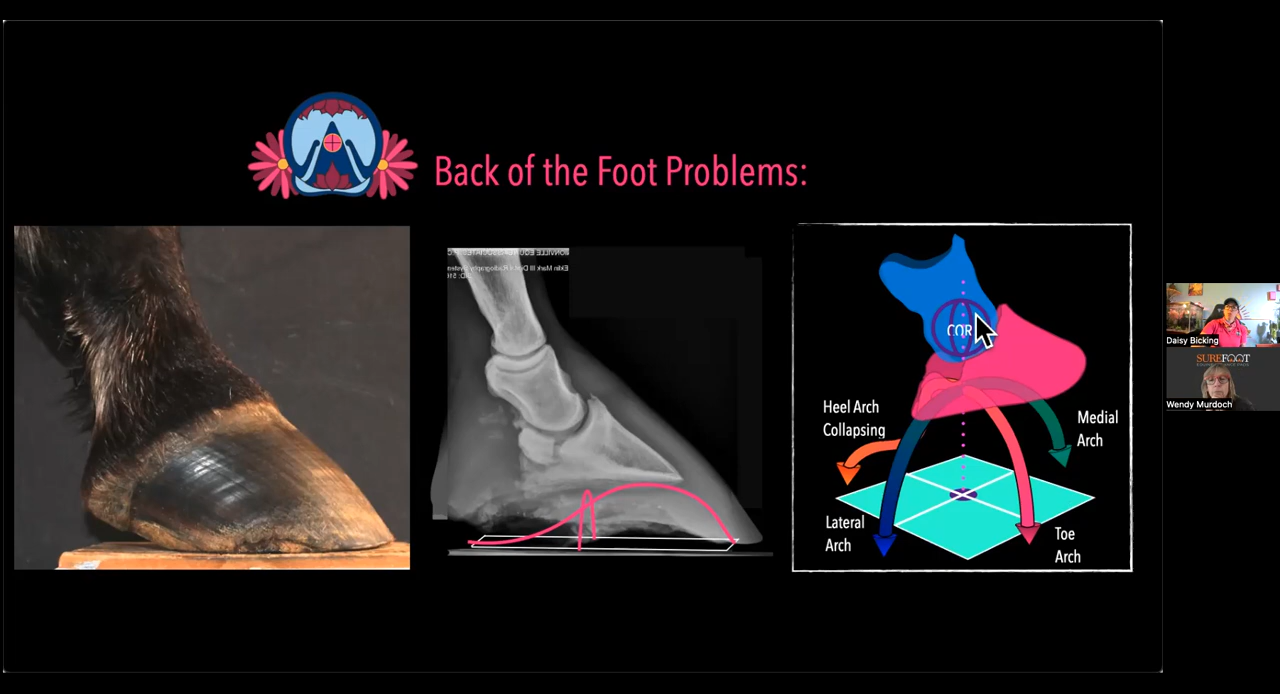 Back of the Foot Problems:
COR
Heel Arch
Collapsing
Medial
Arch
Lateral
Arch
Toe
Arch
Daisy Bicking
SUREFOOT
Wendy Murdoch